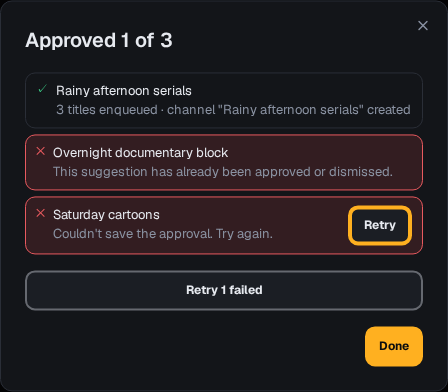 Approved 1 of 3
Rainy afternoon serials
3 titles enqueued · channel "Rainy afternoon serials" created
Overnight documentary block
This suggestion has already been approved or dismissed.
Saturday cartoons
Couldn't save the approval. Try again.
Retry
Retry 1 failed
Done